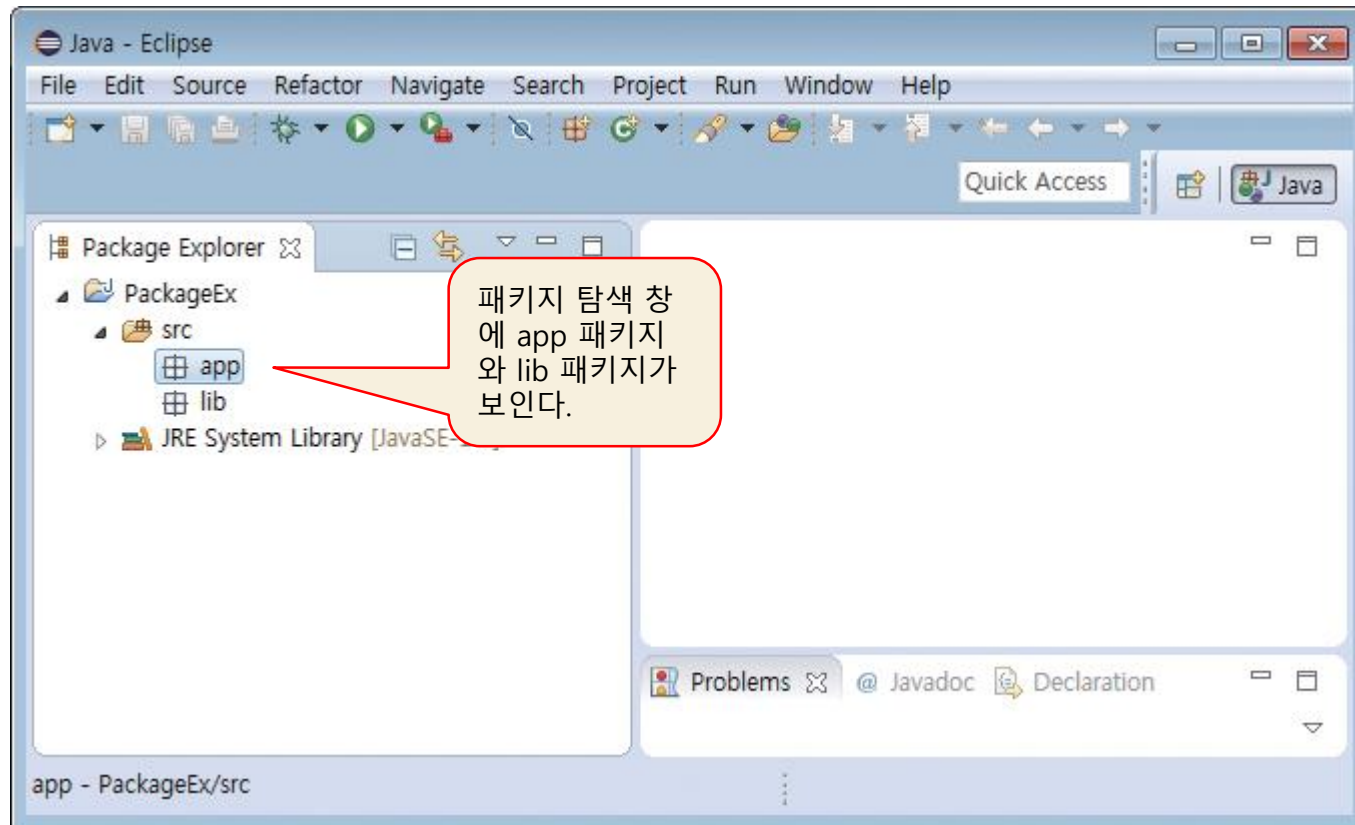 Java - Eclipse
File Edit Source Refactor Navigate Search Project Run Window Help
Quick Access
Java
Package Explorer
PackageEx
src
app
lib
JRE System Library [JavaSE-
패키지 탐색 창
에 app 패키지
와 lib 패키지가
보인다.
Problems @ Javadoc Declaration
app - PackageEx/src